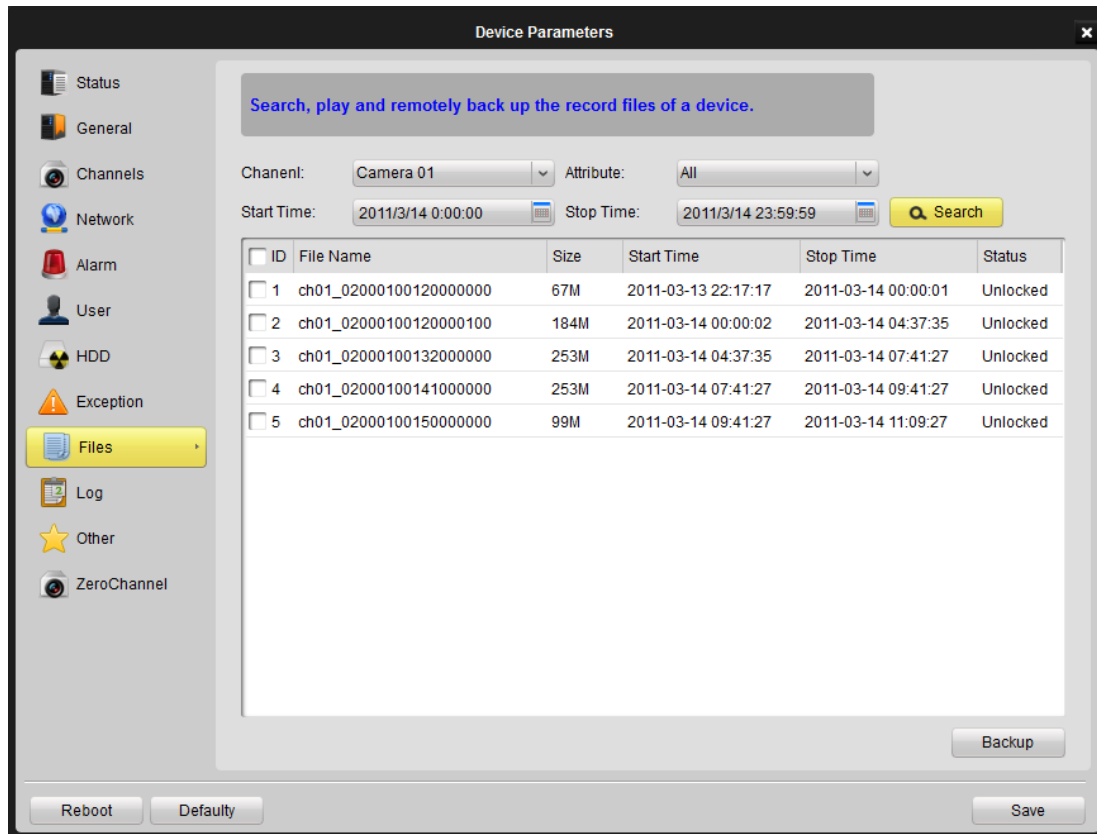 Device Parameters
Status
General
Channels
Network
Alarm
User
HDD
Exception
Files
Log
Other
ZeroChannel
Search, play and remotely back up the record files of a device.
Chanenl: Camera 01 Attribute: All
Start Time: 2011/3/14 0:00:00 Stop Time: 2011/3/14 23:59:59 Search
ID File Name Size Start Time Stop Time Status
1 ch01_02000100120000000 67M 2011-03-13 22:17:17 2011-03-14 00:00:01 Unlocked
2 ch01_02000100120000100 184M 2011-03-14 00:00:02 2011-03-14 04:37:35 Unlocked
3 ch01_02000100132000000 253M 2011-03-14 04:37:35 2011-03-14 07:41:27 Unlocked
4 ch01_02000100141000000 253M 2011-03-14 07:41:27 2011-03-14 09:41:27 Unlocked
5 ch01_02000100150000000 99M 2011-03-14 09:41:27 2011-03-14 11:09:27 Unlocked
Backup
Reboot Defaulty Save